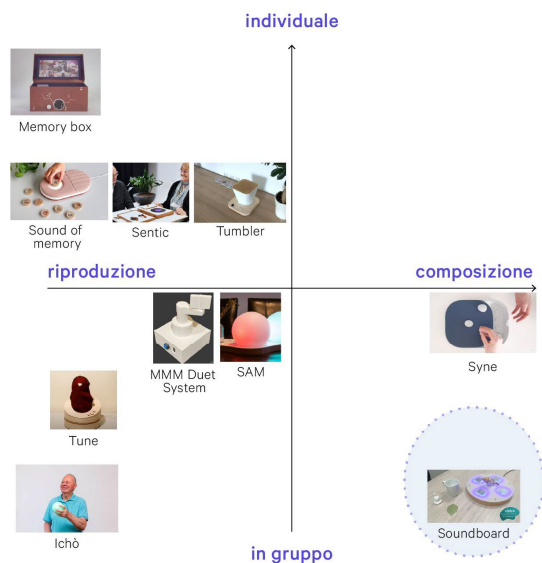 individuale
Memory box
Sound of
memory
Sentic
Tumbler
riproduzione
composizione
MMM Duet
System
SAM
Syne
Tune
Ichò
Soundboard
in gruppo